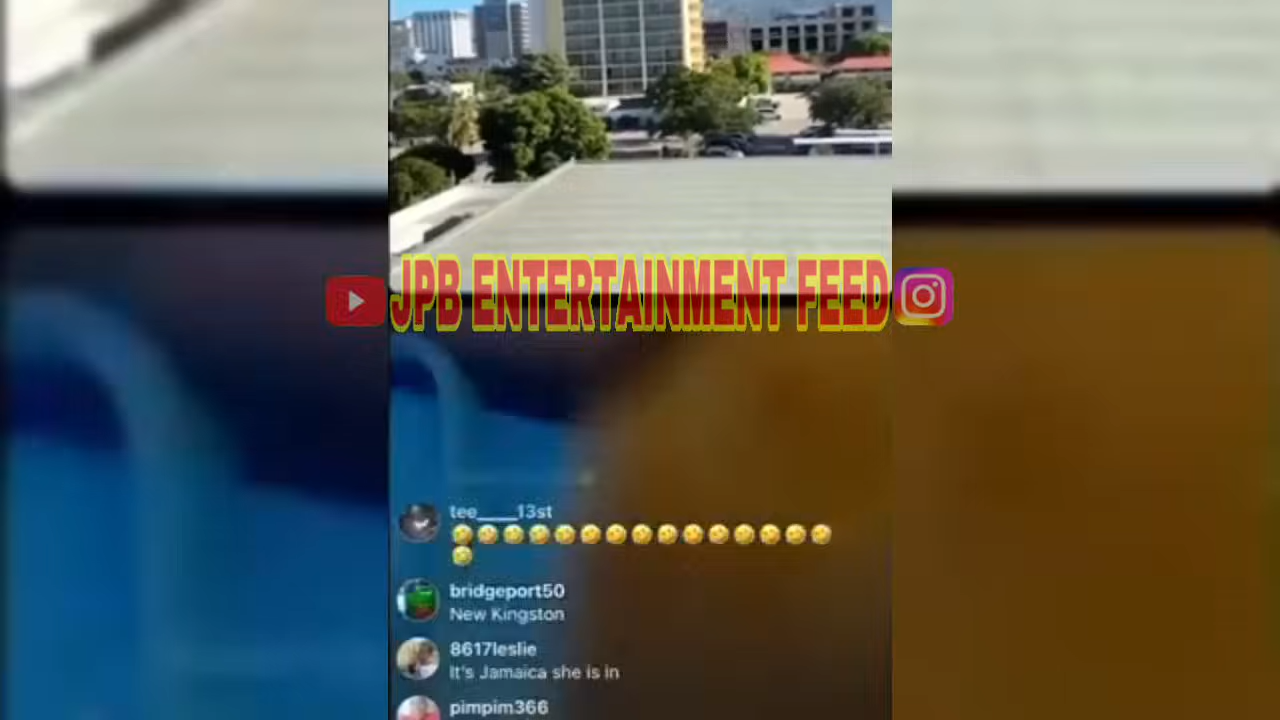 JPB ENTERTAINMENT FEED
tee____13st
bridgeport50
New Kingston
8617leslie
It's Jamaica she is in
pimpim366